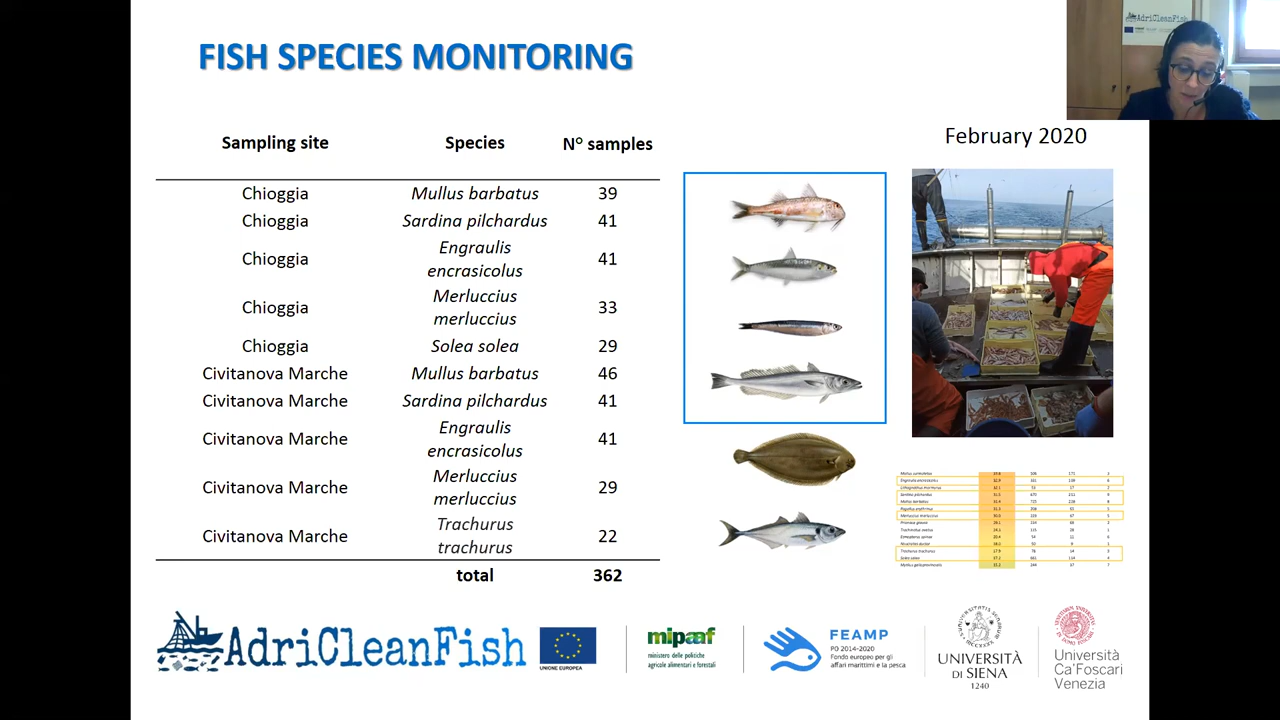 AdriCleanFish
FISH SPECIES MONITORING
February 2020
Sampling site Species N° samples
Chioggia Mullus barbatus 39
Chioggia Sardina pilchardus 41
Engraulis
Chioggia 41
encrasicolus
Merluccius
Chioggia 33
merluccius
Chioggia Solea solea 29
Civitanova Marche Mullus barbatus 46
Civitanova Marche Sardina pilchardus 41
Engraulis
Civitanova Marche 41
encrasicolus
Merluccius
Civitanova Marche 29
merluccius
Trachurus
Civitanova Marche 22
trachurus
total 362
AdriCleanFish
UNIONE EUROPEA
mipaaf
ministero delle politiche
agricole alimentari e forestali
FEAMP
PO 2014-2020
Fondo europeo per gli
affari marittimi e la pesca
UNIVERSITÀ
DI SIENA
1240
Università
Ca'Foscari
Venezia